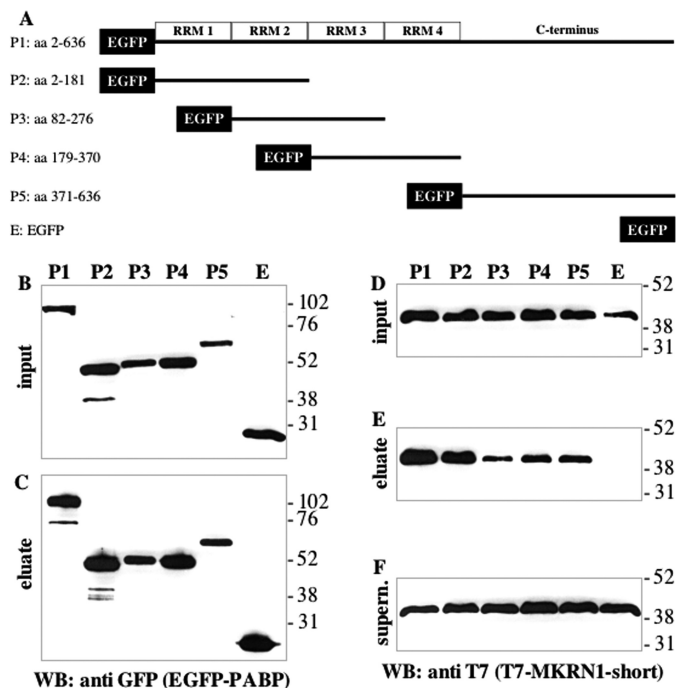 A
RRM 1 RRM 2 RRM 3 RRM 4 C-terminus
P1: aa 2-636 EGFP
P2: aa 2-181 EGFP
P3: aa 82-276 EGFP
P4: aa 179-370 EGFP
P5: aa 371-636 EGFP
E: EGFP EGFP
B P1 P2 P3 P4 P5 E
input
- 102
- 76
- 52
- 38
- 31
C
eluate
- 102
- 76
- 52
- 38
- 31
WB: anti GFP (EGFP-PABP)
D P1 P2 P3 P4 P5 E
input
- 52
- 38
- 31
E
eluate
- 52
- 38
- 31
F
supern.
- 52
- 38
- 31
WB: anti T7 (T7-MKRN1-short)